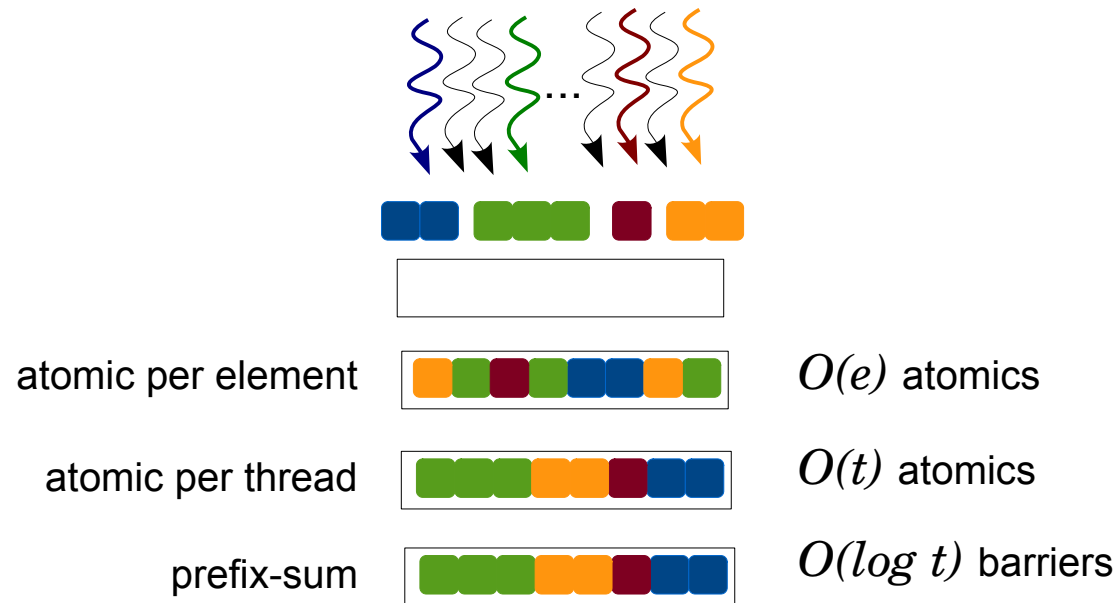 ...
atomic per element O(e) atomics
atomic per thread O(t) atomics
prefix-sum O(log t) barriers